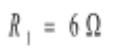 R₁ = 6 Ω